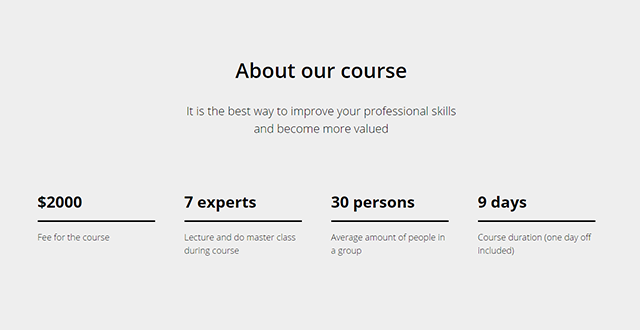 About our course
It is the best way to improve your professional skills
and become more valued
$2000
Fee for the course
7 experts
Lecture and do master class
during course
30 persons
Average amount of people in
a group
9 days
Course duration (one day off
included)